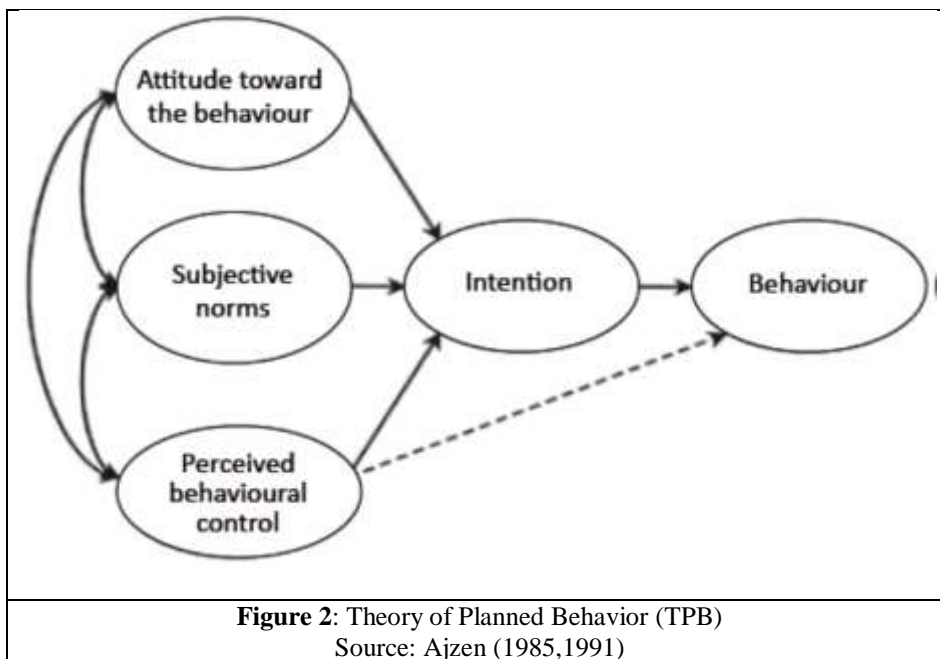 Attitude toward
the behaviour
Subjective
norms
Intention
Behaviour
Perceived
behavioural
control
Figure 2: Theory of Planned Behavior (TPB)
Source: Ajzen (1985,1991)